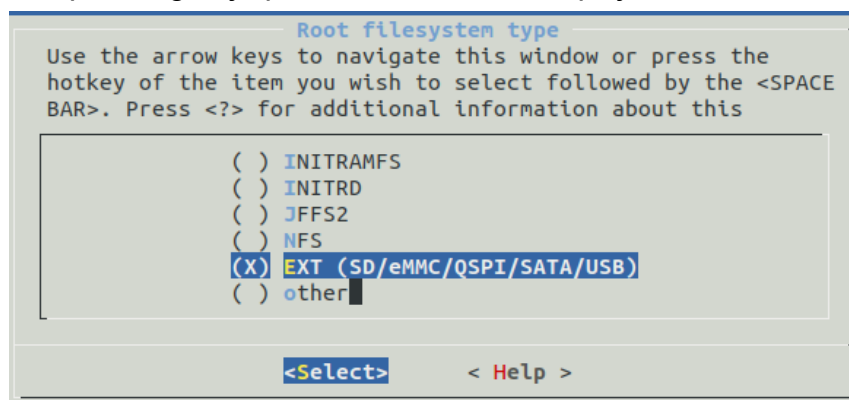 Root filesystem type
Use the arrow keys to navigate this window or press the
hotkey of the item you wish to select followed by the <SPACE
BAR>. Press <?> for additional information about this
( ) INITRAMFS
( ) INITRD
( ) JFFS2
( ) NFS
(X) EXT (SD/eMMC/QSPI/SATA/USB)
( ) other
<Select> < Help >